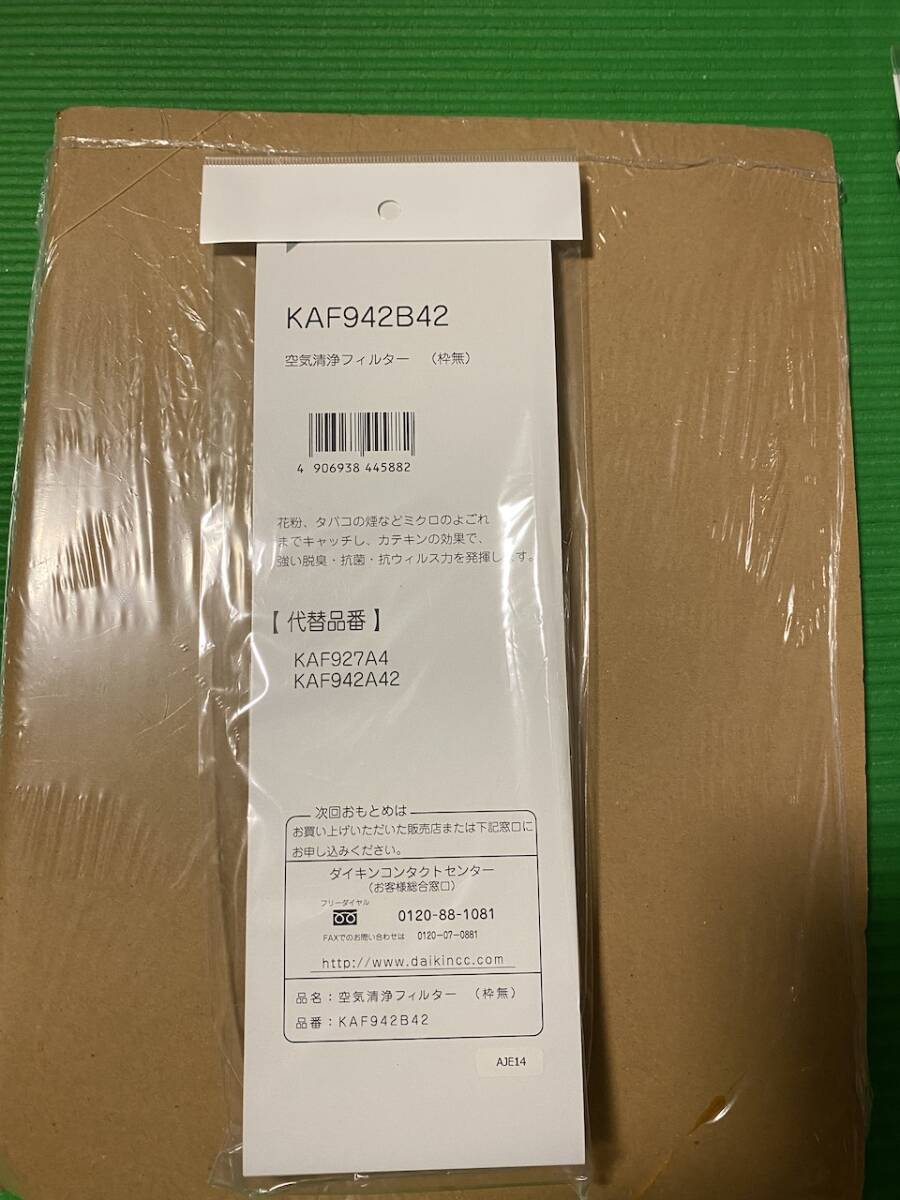 KAF942B42
空気清浄フィルター （枠無）
4 906938 445882
花粉、タバコの煙などミクロのよごれ
までキャッチし、カテキンの効果で、
強い脱臭・抗菌・抗ウィルス力を発揮します。
【 代替品番 】
KAF927A4
KAF942A42
次回おもとめは
お買い上げいただいた販売店または下記窓口に
お申し込みください。
ダイキンコンタクトセンター
（お客様総合窓口）
フリーダイヤル
0120-88-1081
FAXでのお問い合わせは 0120-07-0881
http://www.daikincc.com
品名：空気清浄フィルター （枠無）
品番：KAF942B42
AJE14